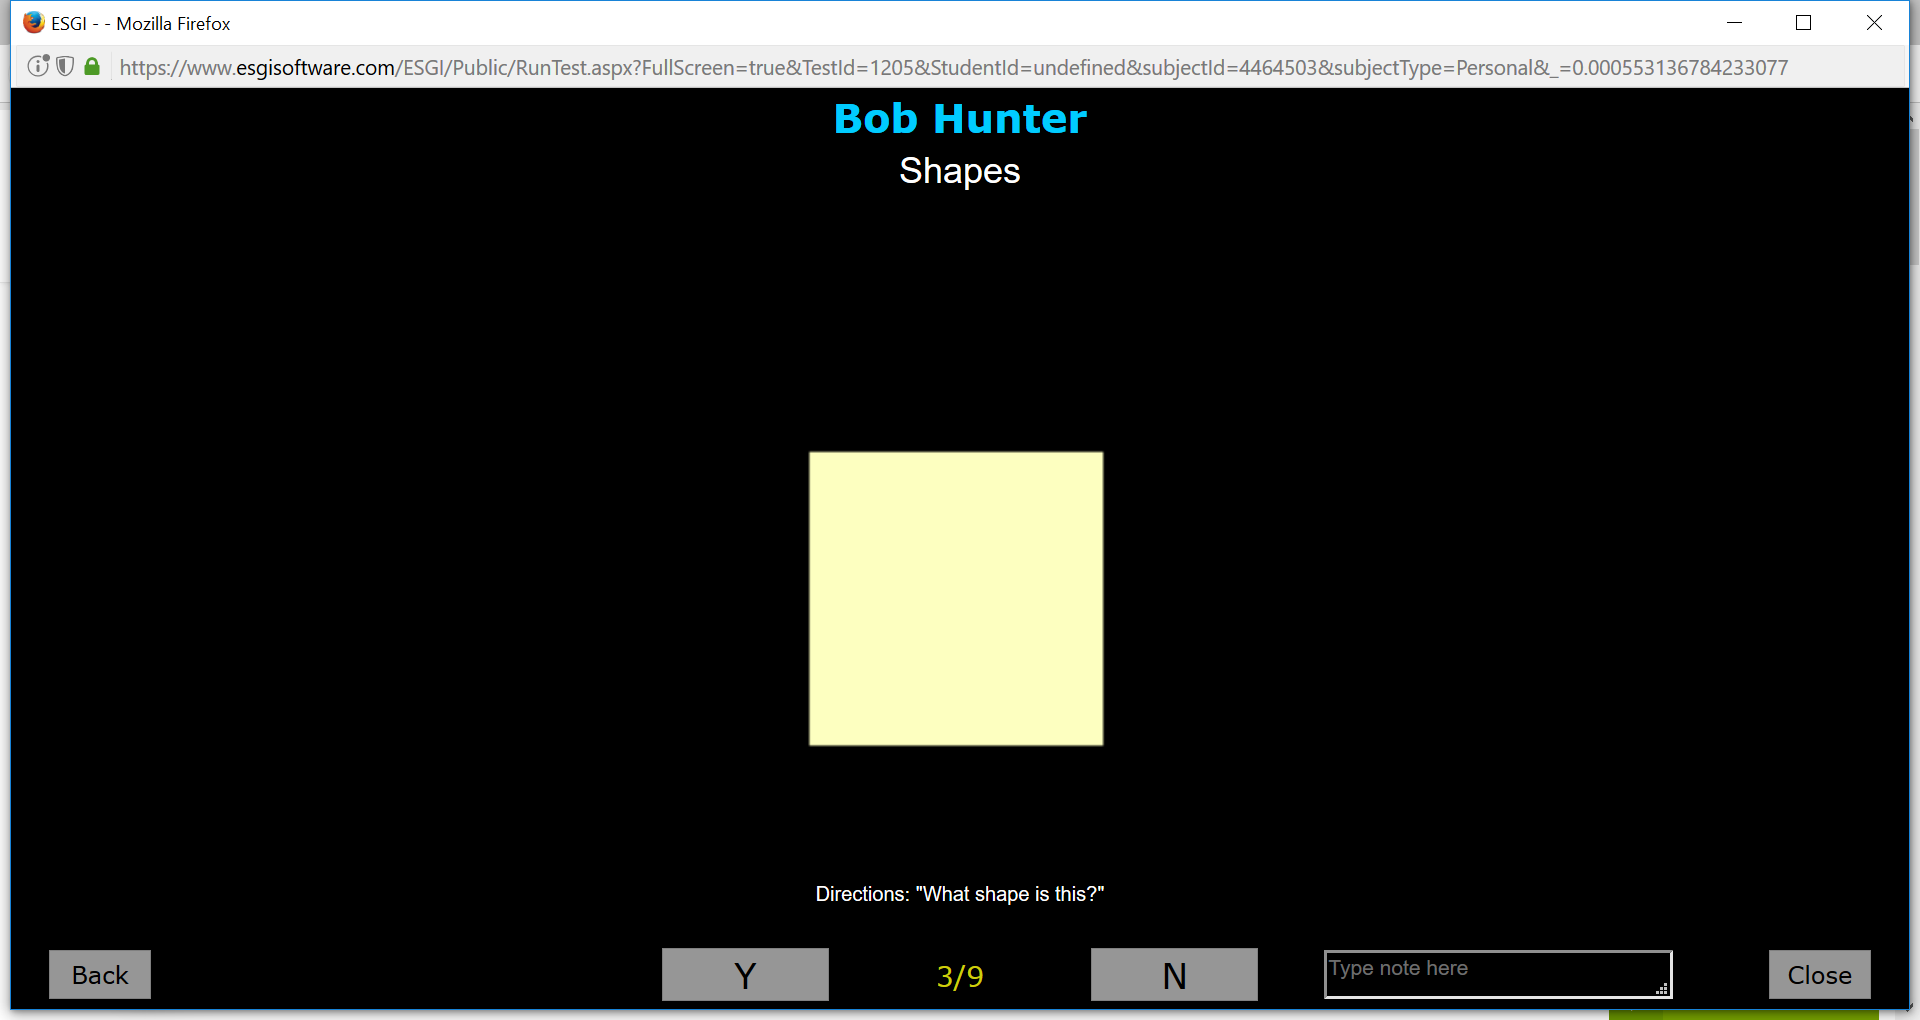 ESGI - - Mozilla Firefox
https://www.esgisoftware.com/ESGI/Public/RunTest.aspx?FullScreen=true&TestId=1205&StudentId=undefined&subjectId=4464503&subjectType=Personal&_=0.000553136784233077
Bob Hunter
Shapes
Directions: "What shape is this?"
Back
Y
3/9
N
Type note here
Close